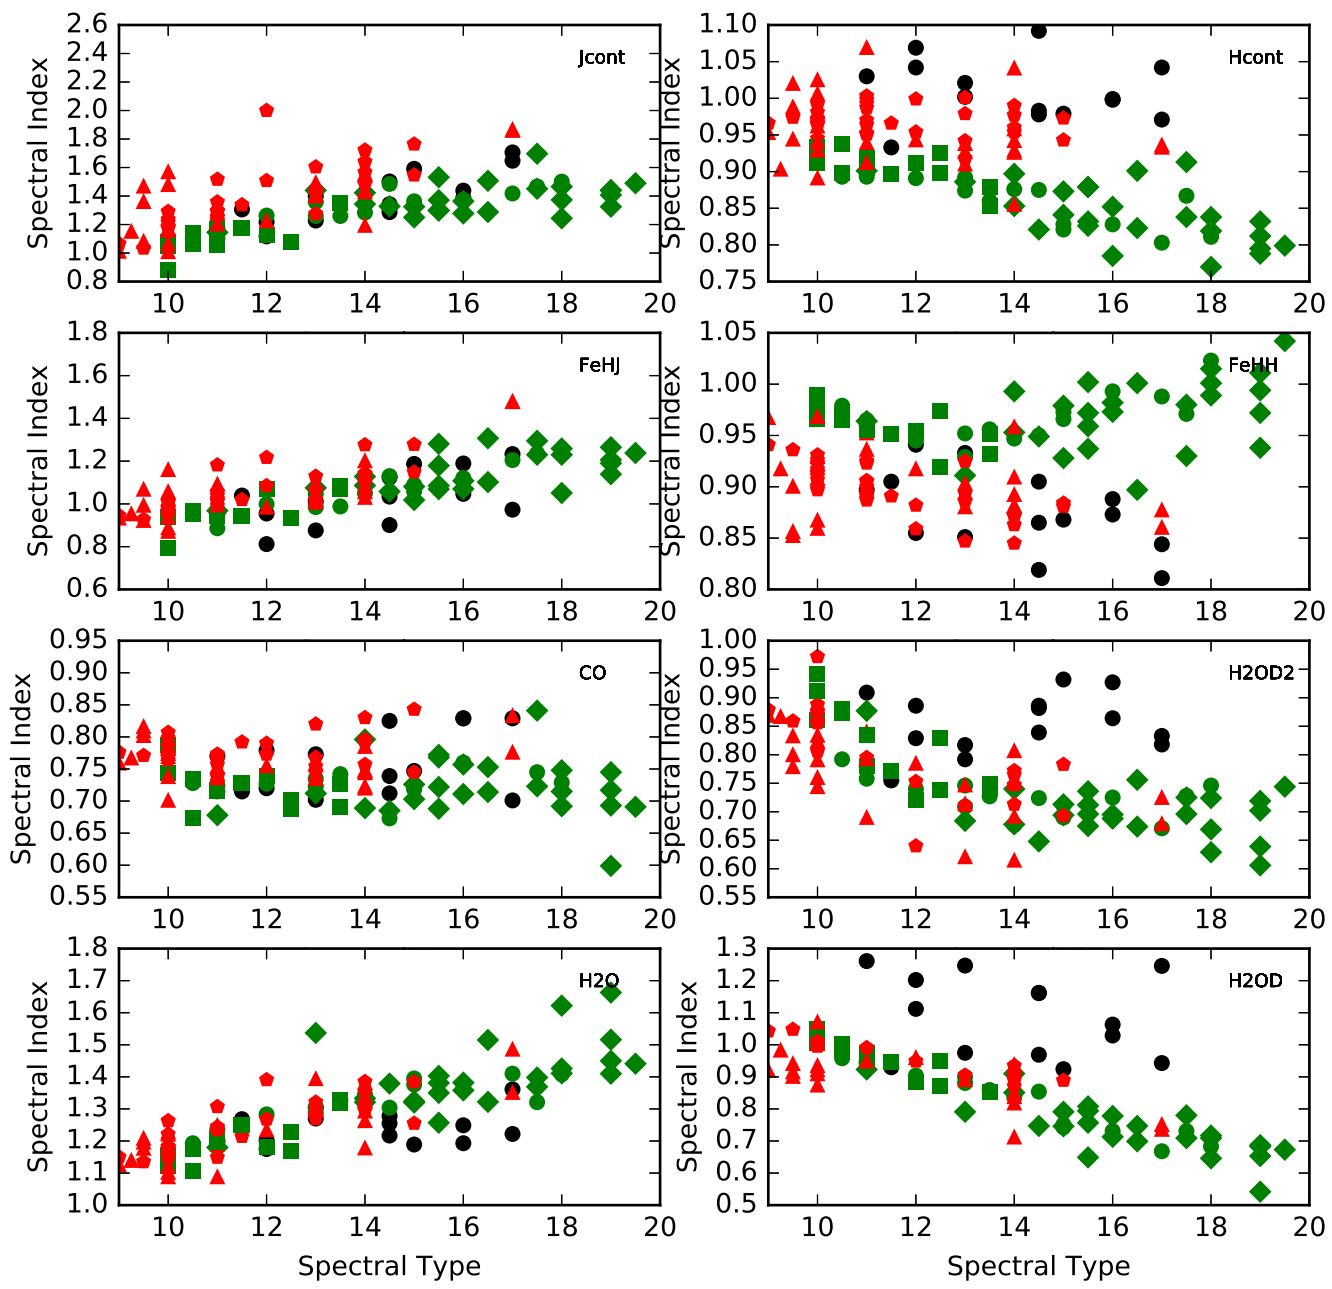 2.6
2.4
2.2
2.0
1.8
1.6
1.4
1.2
1.0
0.8
Spectral Index
Jcont
10 12 14 16 18 20
1.10
1.05
1.00
0.95
0.90
0.85
0.80
0.75
Spectral Index
Hcont
10 12 14 16 18 20
1.8
1.6
1.4
1.2
1.0
0.8
0.6
Spectral Index
FeHJ
10 12 14 16 18 20
1.05
1.00
0.95
0.90
0.85
0.80
Spectral Index
FeHH
10 12 14 16 18 20
0.95
0.90
0.85
0.80
0.75
0.70
0.65
0.60
0.55
Spectral Index
CO
10 12 14 16 18 20
1.00
0.95
0.90
0.85
0.80
0.75
0.70
0.65
0.60
0.55
Spectral Index
H2OD2
10 12 14 16 18 20
1.8
1.7
1.6
1.5
1.4
1.3
1.2
1.1
1.0
Spectral Index
H2O
10 12 14 16 18 20
Spectral Type
1.3
1.2
1.1
1.0
0.9
0.8
0.7
0.6
0.5
Spectral Index
H2OD
10 12 14 16 18 20
Spectral Type